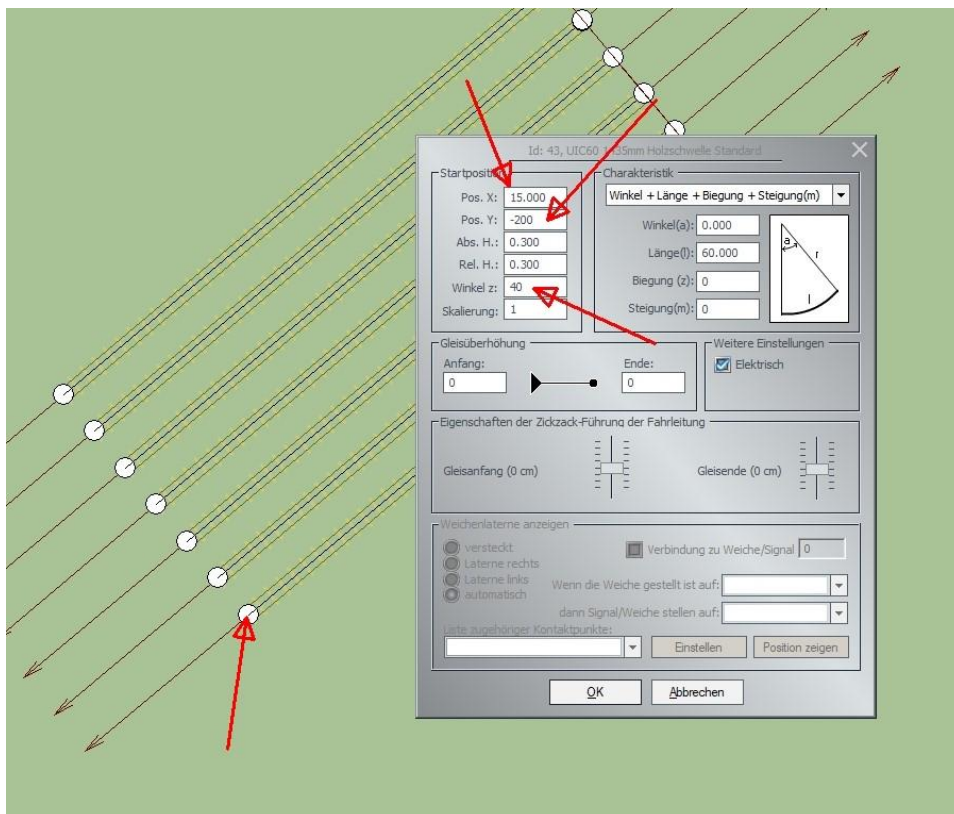 Id: 43, UIC60 1435mm Holzschwelle Standard
Startposition
Pos. X: 15.000
Pos. Y: -200
Abs. H.: 0.300
Rel. H.: 0.300
Winkel z: 40
Skalierung: 1
Charakteristik
Winkel + Länge + Biegung + Steigung(m)
Winkel(a): 0.000
Länge(l): 60.000
Biegung (z): 0
Steigung(m): 0
a
r
l
Gleisüberhöhung
Anfang: Ende:
0 0
Weitere Einstellungen
Elektrisch
Eigenschaften der Zickzack-Führung der Fahrleitung
Gleisanfang (0 cm) Gleisende (0 cm)
Weichenlaterne anzeigen
versteckt
Laterne rechts
Laterne links
automatisch
Verbindung zu Weiche/Signal 0
Wenn die Weiche gestellt ist auf:
dann Signal/Weiche stellen auf:
Liste zugehöriger Kontaktpunkte:
Einstellen Position zeigen
OK Abbrechen